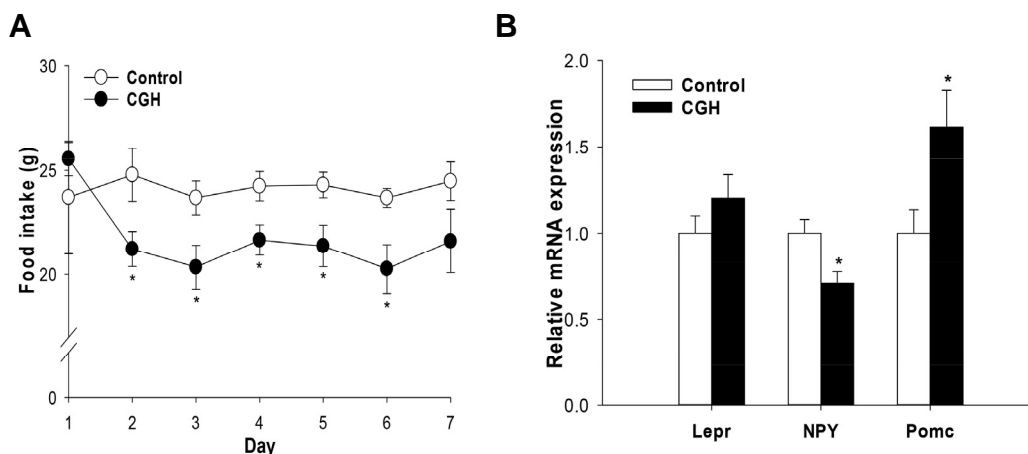 A
30
25
20
0
Food intake (g)
Control
CGH
*
*
*
*
*
1
2
3
4
5
6
7
Day
B
2.0
1.5
1.0
0.5
0.0
Relative mRNA expression
Control
CGH
*
*
Lepr
NPY
Pomc